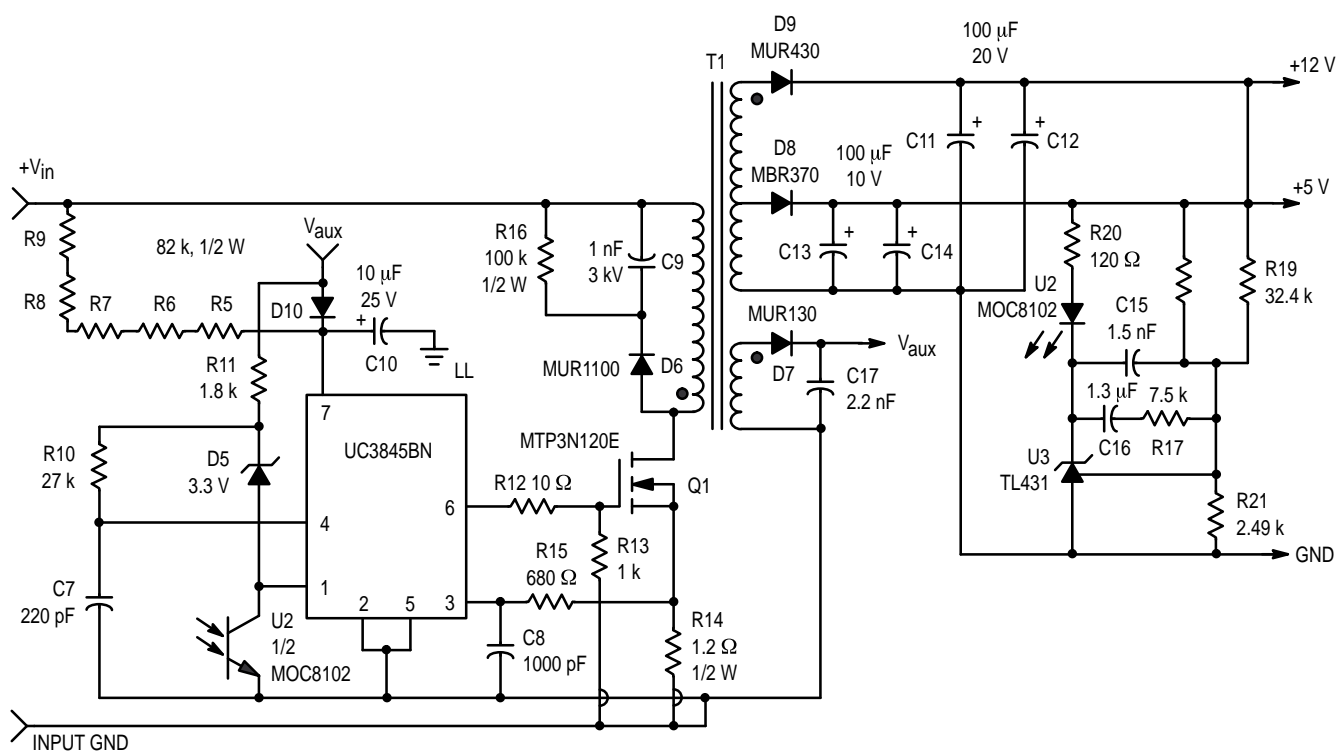 D9
MUR430
100 µF
20 V
T1
+12 V
C11
+
C12
+
D8
MBR370
100 µF
10 V
+5 V
+Vin
R9
82 k, 1/2 W
Vaux
R16
100 k
1/2 W
1 nF
3 kV
C9
C13
+
C14
+
R20
120 Ω
R19
32.4 k
R8
R7
R6
R5
10 µF
25 V
D10
+
C10
LL
U2
MOC8102
C15
1.5 nF
MUR130
D7
Vaux
R11
1.8 k
MUR1100
D6
C17
2.2 nF
1.3 µF
7.5 k
C16
R17
7
UC3845BN
R10
27 k
D5
3.3 V
MTP3N120E
Q1
U3
TL431
R12 10 Ω
6
4
R21
2.49 k
R13
1 k
GND
R15
680 Ω
C7
220 pF
1
2
5
3
U2
1/2
MOC8102
C8
1000 pF
R14
1.2 Ω
1/2 W
INPUT GND